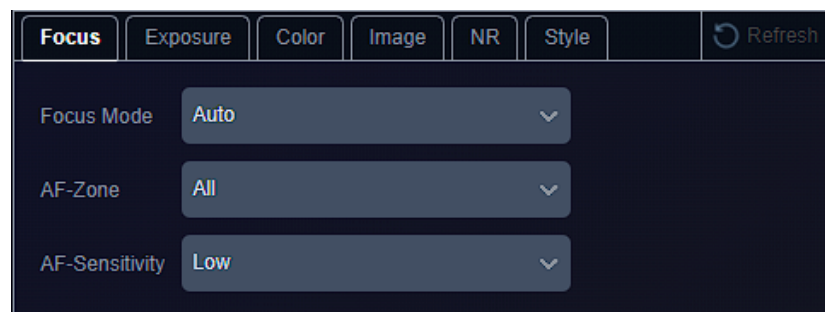 Focus Exposure Color Image NR Style Refresh
Focus Mode Auto
AF-Zone All
AF-Sensitivity Low